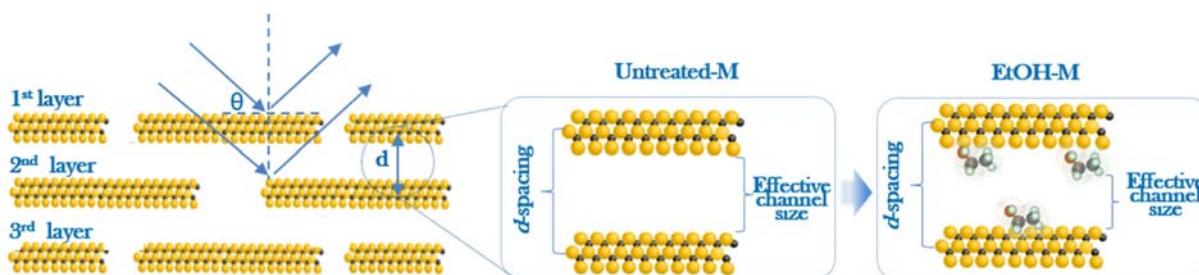 1st layer
θ
2nd layer
d
3rd layer
Untreated-M
d-spacing
Effective
channel
size
EtOH-M
d-spacing
Effective
channel
size